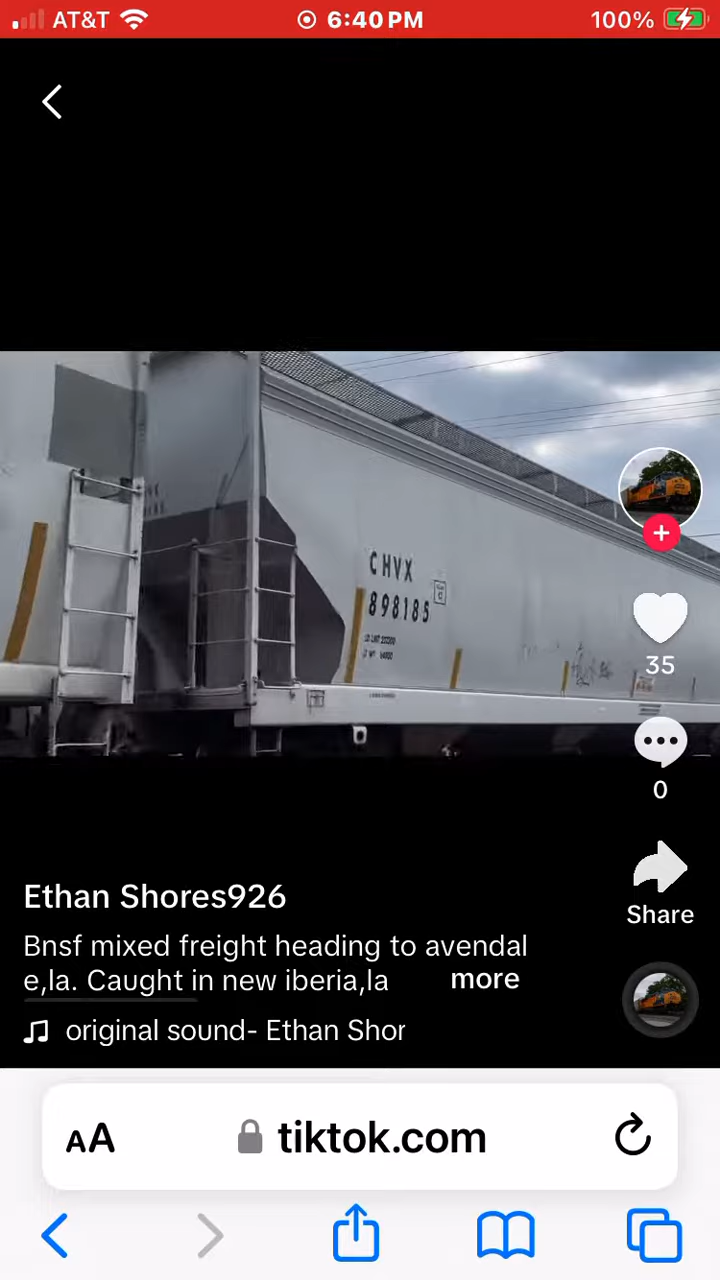 AT&T
6:40 PM
100%
CHVX
898185
35
0
Share
Ethan Shores926
Bnsf mixed freight heading to avendal
e,la. Caught in new iberia,la more
original sound- Ethan Shor
AA
tiktok.com